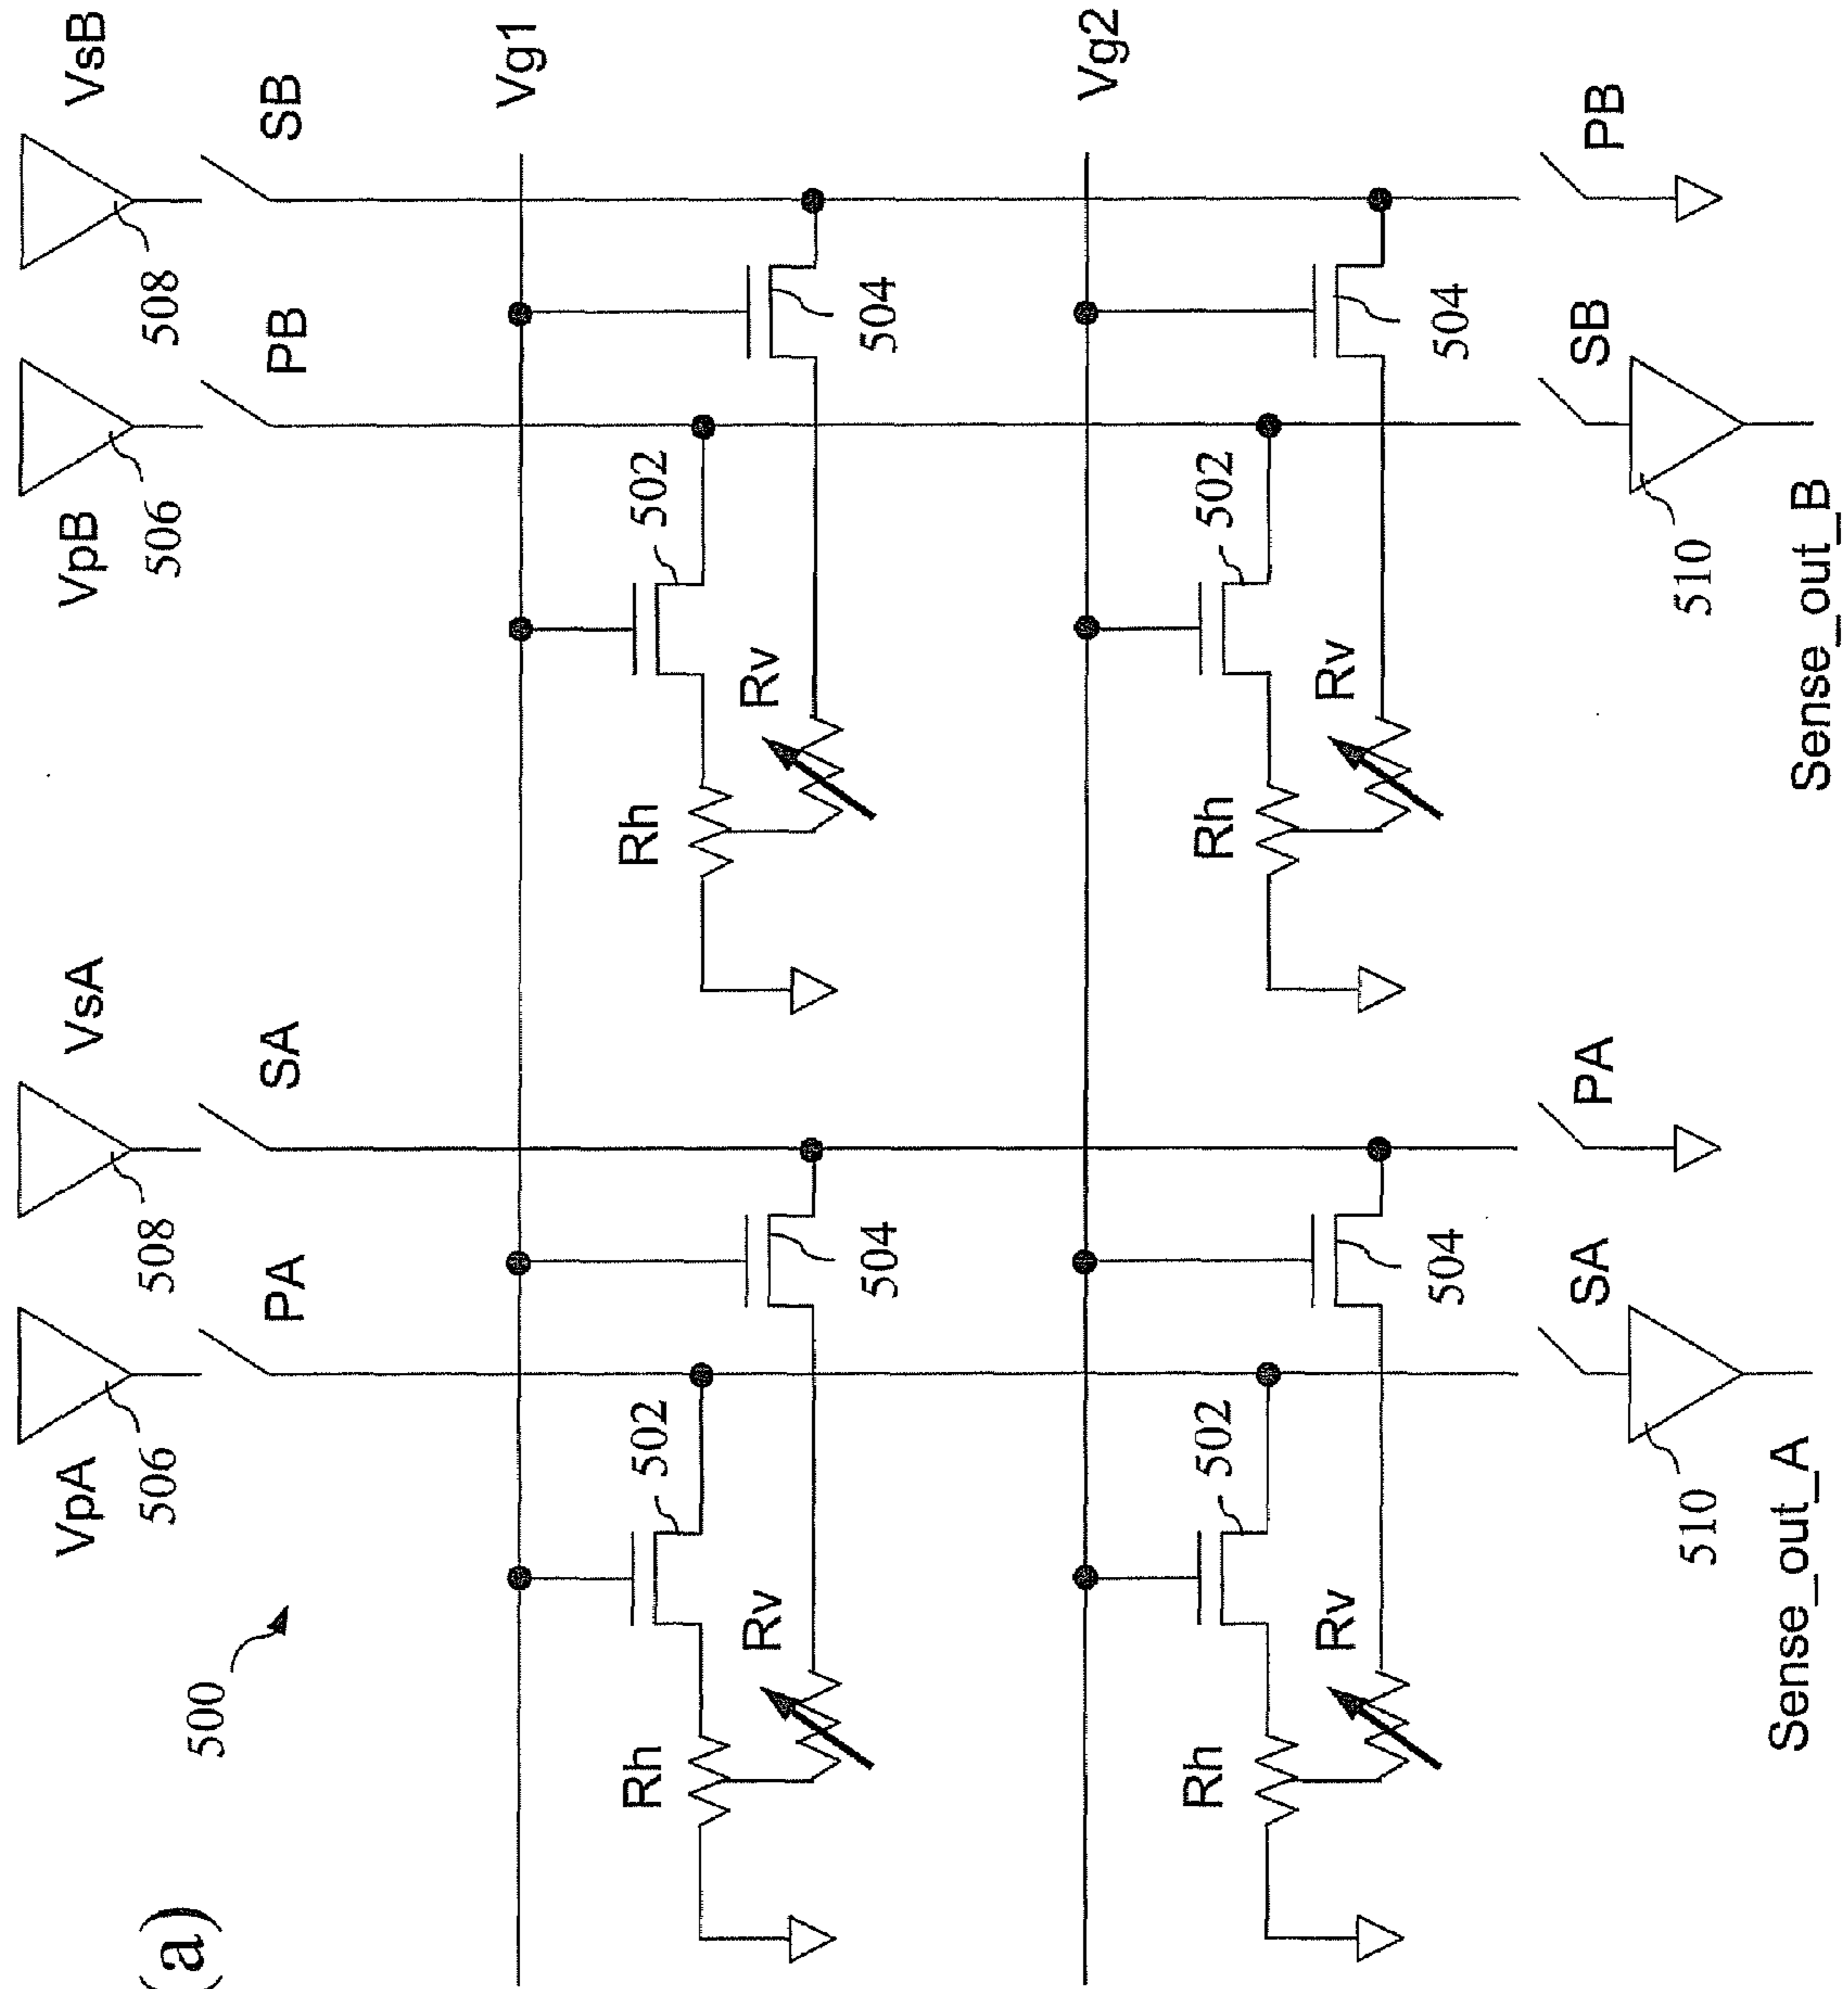 (a)
500
VpA
VsA
VpB
VsB
506
508
506
508
PA
SA
PB
SB
Vg1
502
502
Rh
Rv
504
Rh
Rv
504
Vg2
502
502
Rh
Rv
504
Rh
Rv
504
SA
PA
SB
PB
510
510
Sense_out_A
Sense_out_B